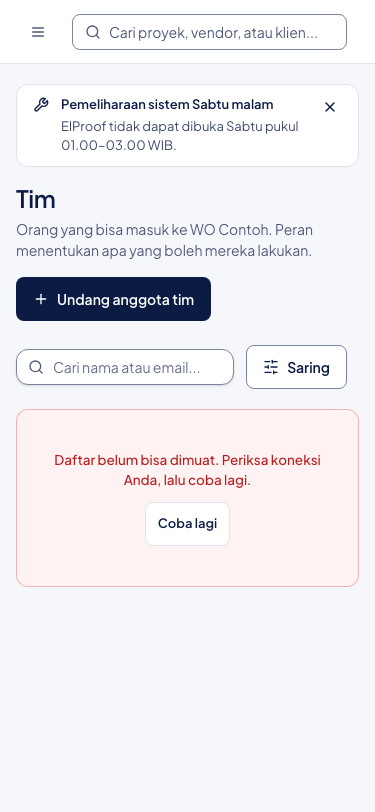 Cari proyek, vendor, atau klien...
Pemeliharaan sistem Sabtu malam
ElProof tidak dapat dibuka Sabtu pukul
01.00–03.00 WIB.
Tim
Orang yang bisa masuk ke WO Contoh. Peran
menentukan apa yang boleh mereka lakukan.
Undang anggota tim
Cari nama atau email...
Saring
Daftar belum bisa dimuat. Periksa koneksi
Anda, lalu coba lagi.
Coba lagi